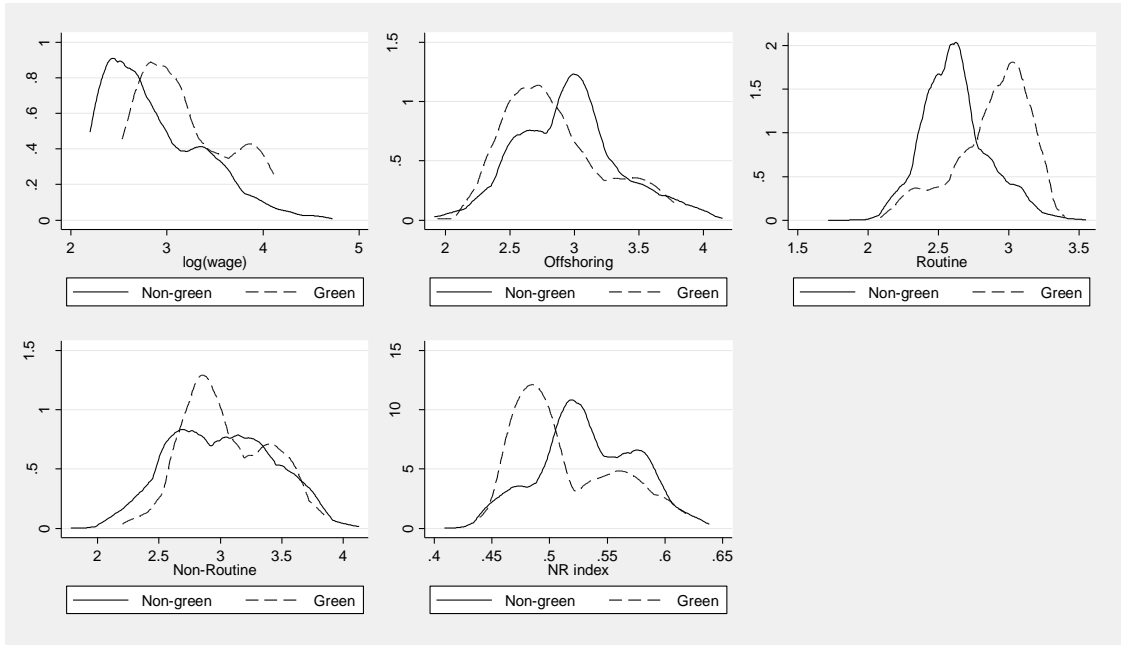 0 .2 .4 .6 .8 1
2 3 4 5
log(wage)
Non-green Green
0 .5 1 1.5
2 2.5 3 3.5 4
Offshoring
Non-green Green
0 .5 1 1.5 2
1.5 2 2.5 3 3.5
Routine
Non-green Green
0 .5 1 1.5
2 2.5 3 3.5 4
Non-Routine
Non-green Green
0 5 10 15
.4 .45 .5 .55 .6 .65
NR index
Non-green Green